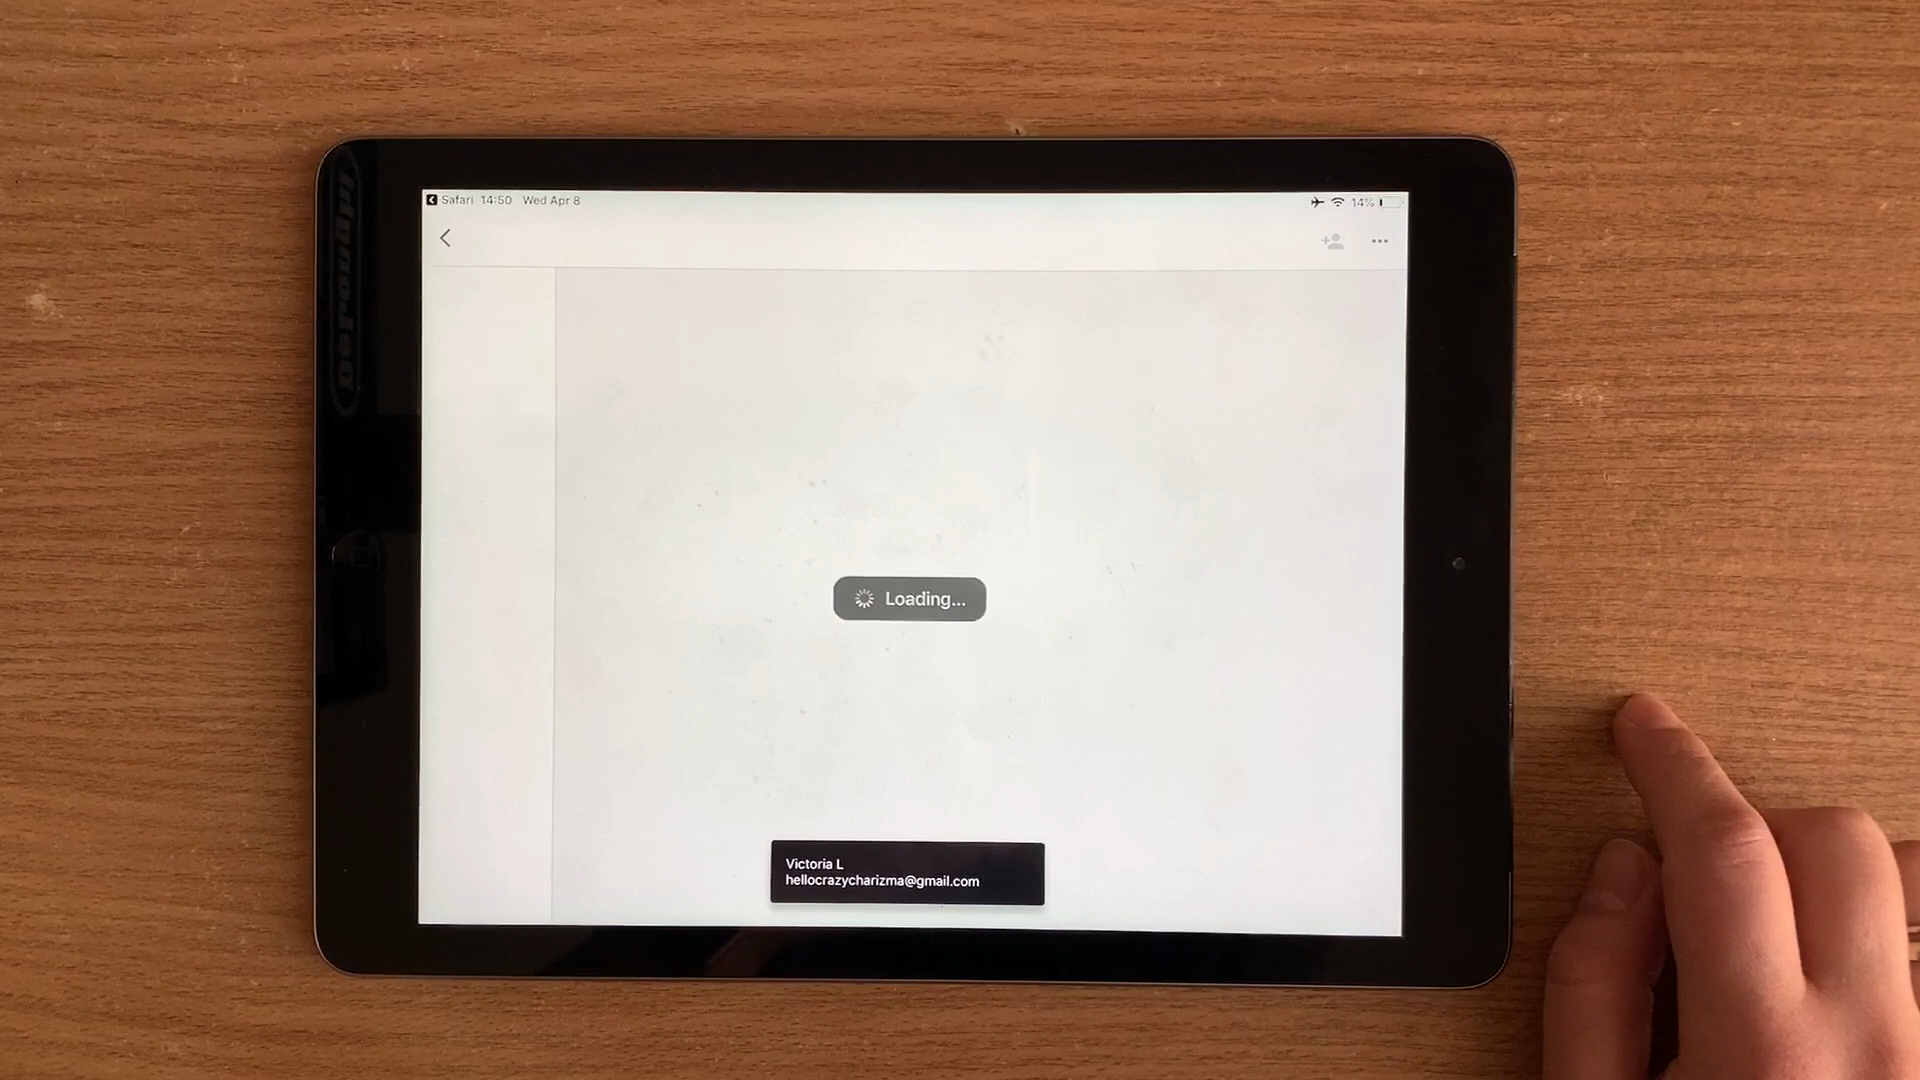 Safari 14:50 Wed Apr 8
14%
Loading...
Victoria L
hellocrazycharizma@gmail.com